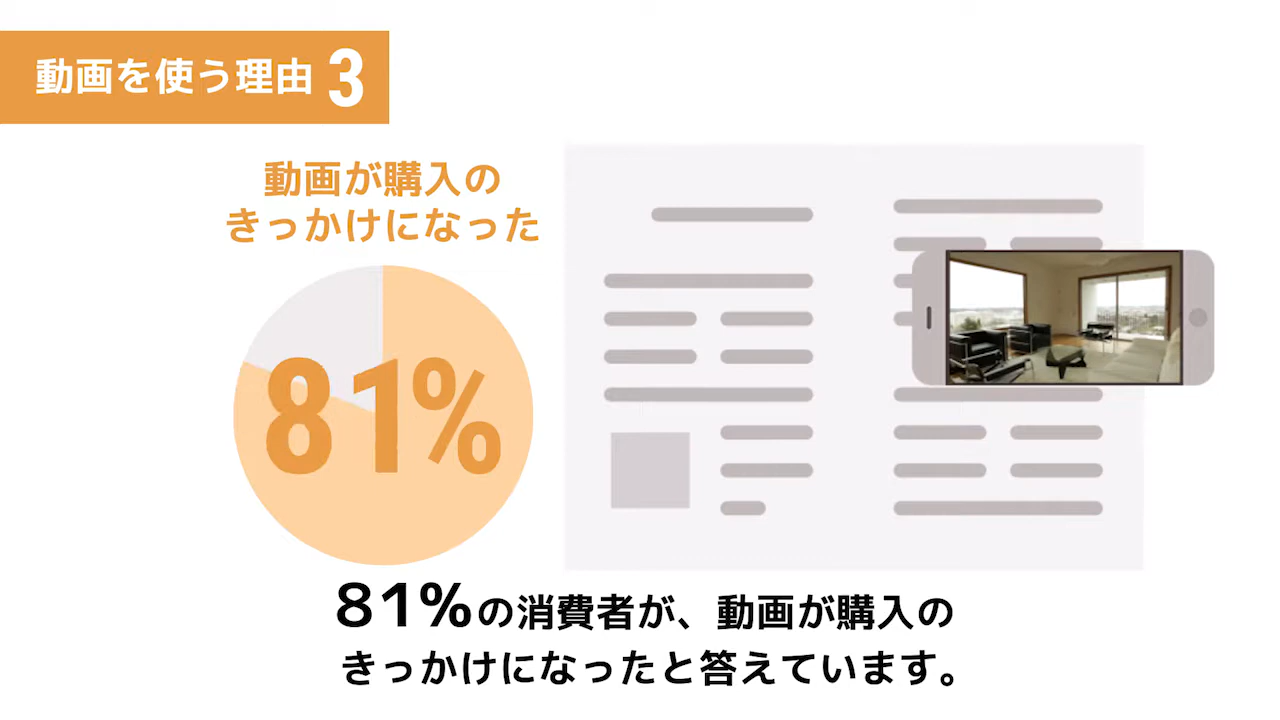 動画を使う理由 3
動画が購入の
きっかけになった
81%
81%の消費者が、動画が購入の
きっかけになったと答えています。